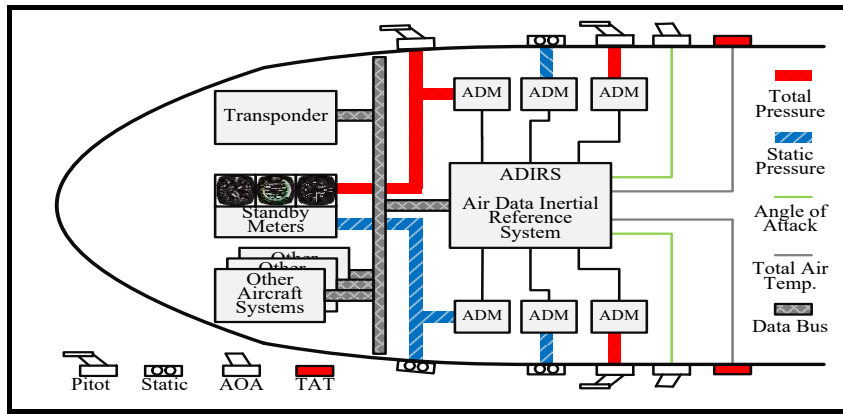 ADM
ADM
ADM
Transponder
Total
Pressure
ADIRS
Air Data Inertial
Reference
System
Static
Pressure
Standby
Meters
Angle of
Attack
Other
Other
Other
Aircraft
Systems
Total Air
Temp.
ADM
ADM
ADM
Data Bus
Pitot
Static
AOA
TAT